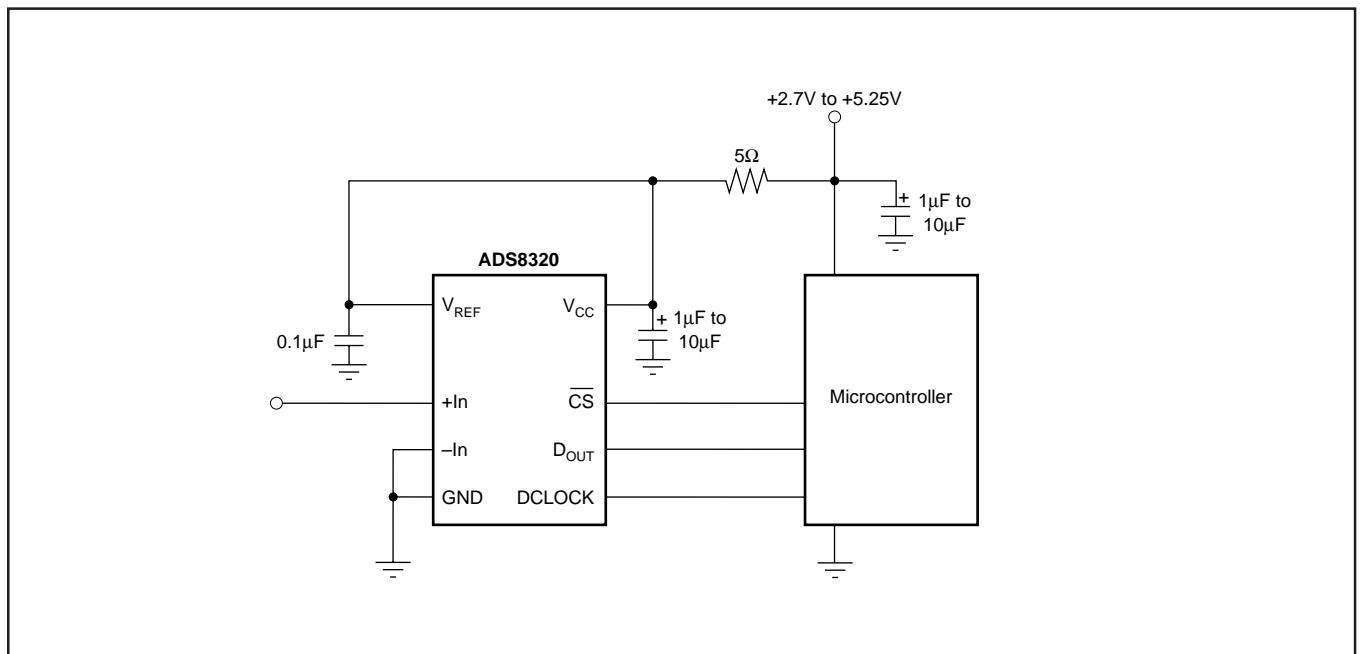 +2.7V to +5.25V
5Ω
+ 1μF to
10μF
ADS8320
VREF
VCC
0.1μF
+ 1μF to
10μF
+In
CS
Microcontroller
–In
DOUT
GND
DCLOCK